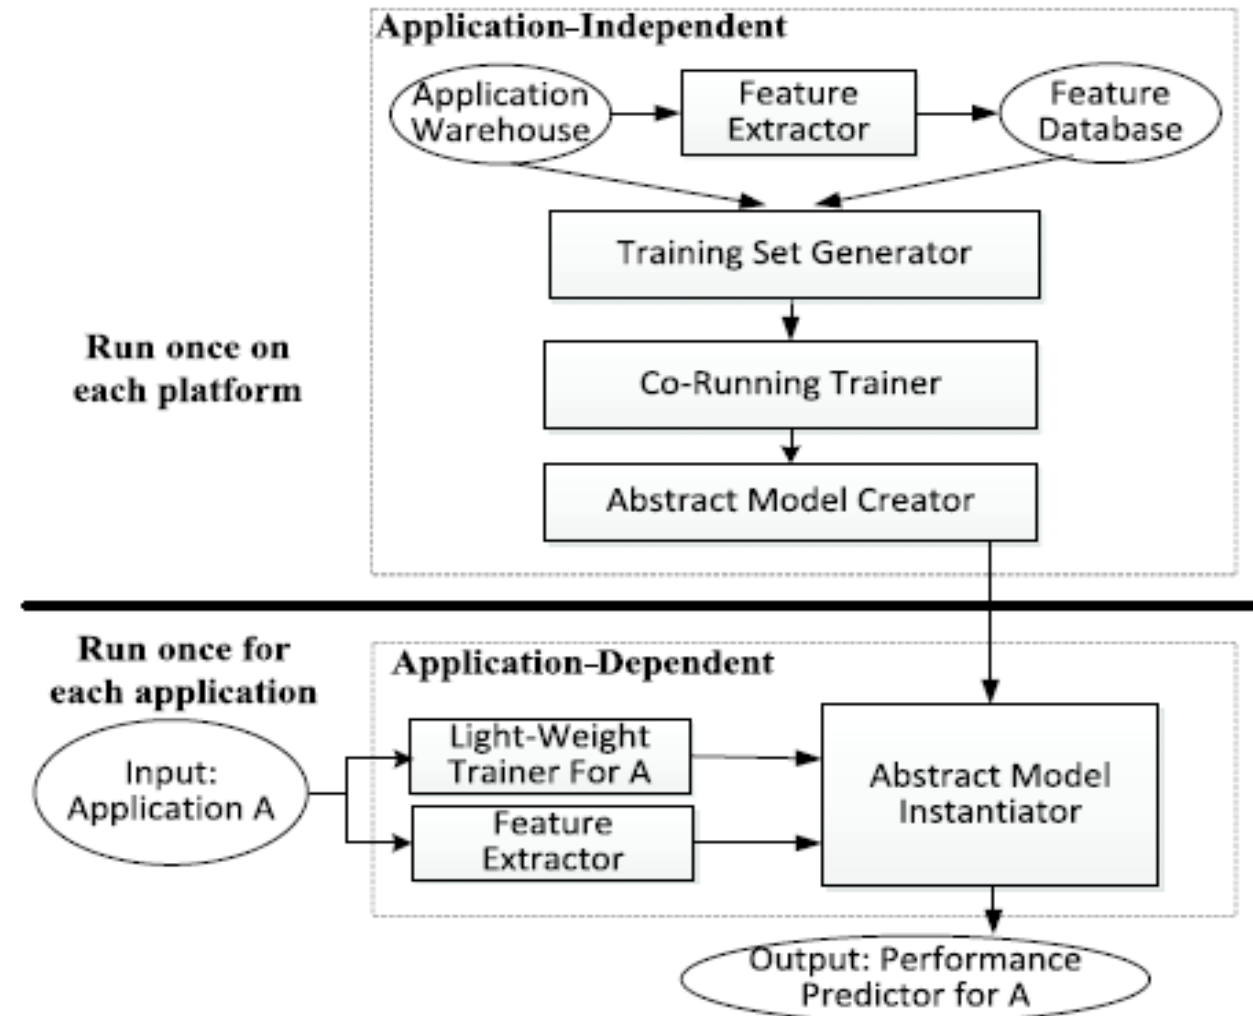 Application-Independent
Application
Warehouse
Feature
Extractor
Feature
Database
Training Set Generator
Run once on
each platform
Co-Running Trainer
Abstract Model Creator
Run once for
each application
Application-Dependent
Input:
Application A
Light-Weight
Trainer For A
Feature
Extractor
Abstract Model
Instantiator
Output: Performance
Predictor for A